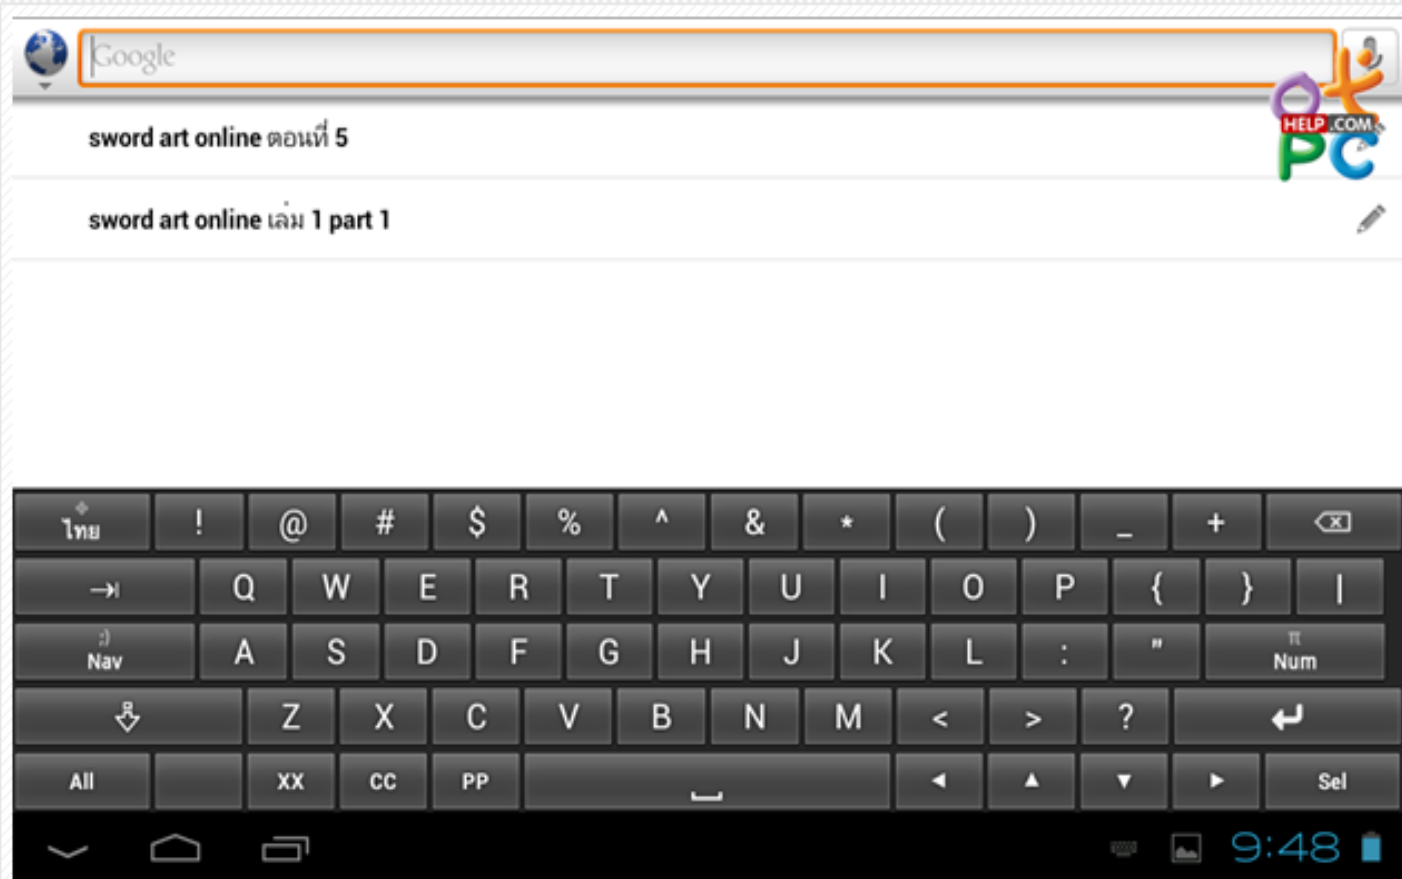 Google
HELP.COM
PC
sword art online ตอนที่ 5
sword art online เล่ม 1 part 1
ไทย ! @ # $ % ^ & * ( ) _ +
Q W E R T Y U I O P { } |
:)
Nav A S D F G H J K L : " π
Num
Z X C V B N M < > ?
All XX CC PP Sel
9:48